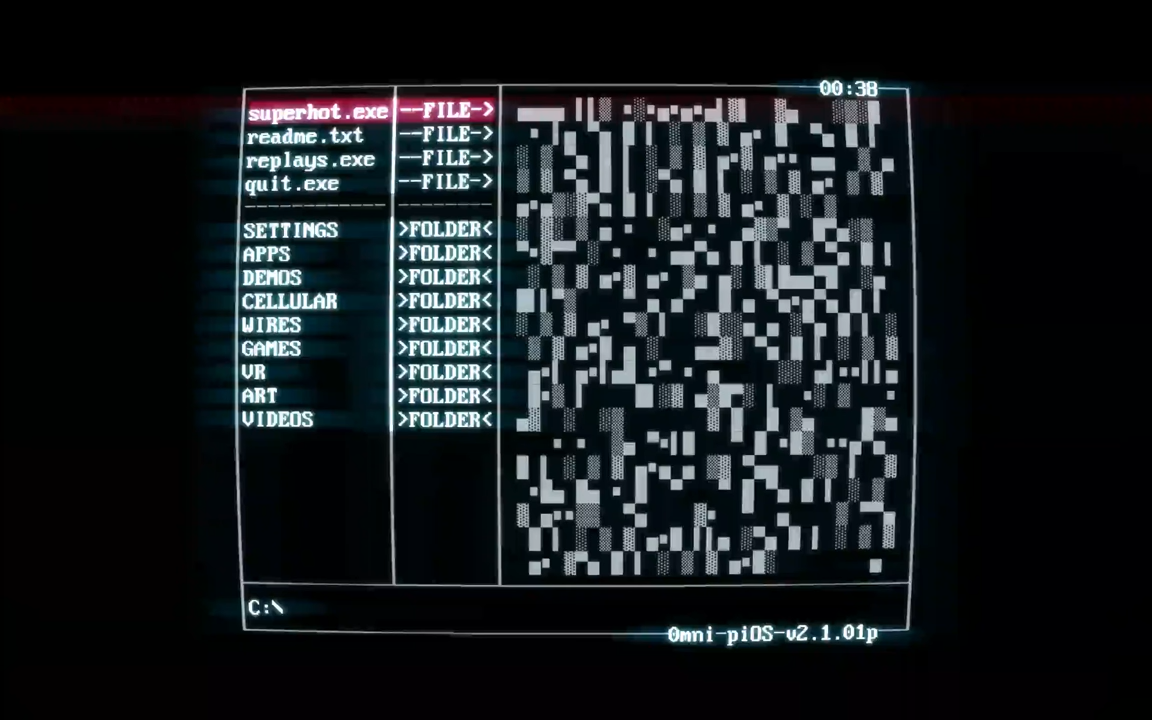 00:38
superhot.exe --FILE->
readme.txt --FILE->
replays.exe --FILE->
quit.exe --FILE->
SETTINGS >FOLDER<
APPS >FOLDER<
DEMOS >FOLDER<
CELLULAR >FOLDER<
WIRES >FOLDER<
GAMES >FOLDER<
VR >FOLDER<
ART >FOLDER<
VIDEOS >FOLDER<
C:\
0mni-piOS-v2.1.01p